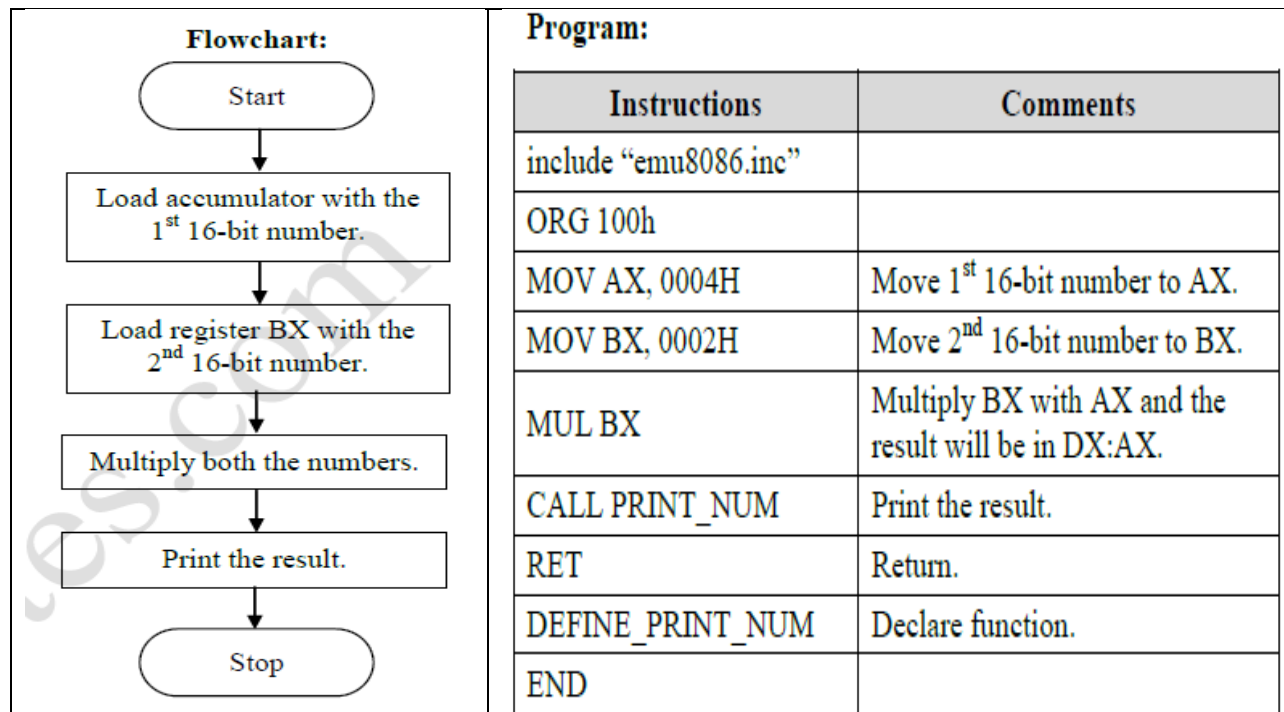 Flowchart:
Start
Load accumulator with the
1st 16-bit number.
Load register BX with the
2nd 16-bit number.
Multiply both the numbers.
Print the result.
Stop
tes.com
Program:
Instructions Comments
include “emu8086.inc”
ORG 100h
MOV AX, 0004H Move 1st 16-bit number to AX.
MOV BX, 0002H Move 2nd 16-bit number to BX.
MUL BX Multiply BX with AX and the
result will be in DX:AX.
CALL PRINT_NUM Print the result.
RET Return.
DEFINE_PRINT_NUM Declare function.
END